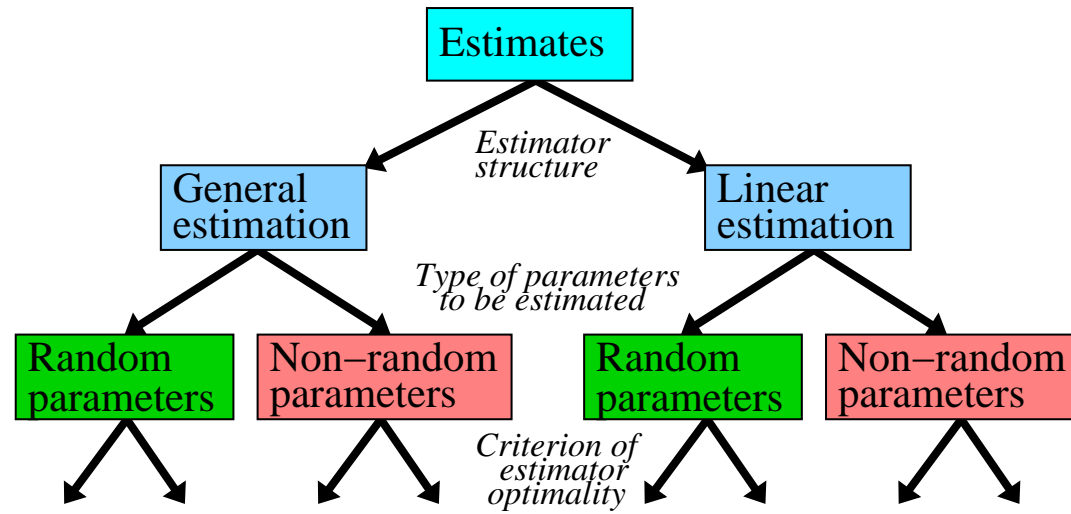 Estimates
Estimator
structure
General
estimation
Linear
estimation
Type of parameters
to be estimated
Random
parameters
Non−random
parameters
Random
parameters
Non−random
parameters
Criterion of
estimator
optimality